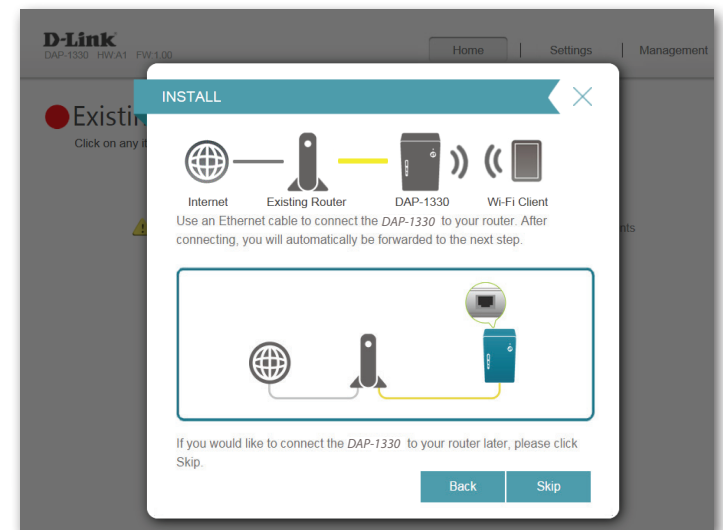 D-Link
DAP-1330 HW:A1 FW:1.00
Home
Settings
Management
INSTALL
Click on any
Internet
Existing Router
DAP-1330
Wi-Fi Client
Use an Ethernet cable to connect the DAP-1330 to your router. After
connecting, you will automatically be forwarded to the next step.
If you would like to connect the DAP-1330 to your router later, please click
Skip.
Back
Skip